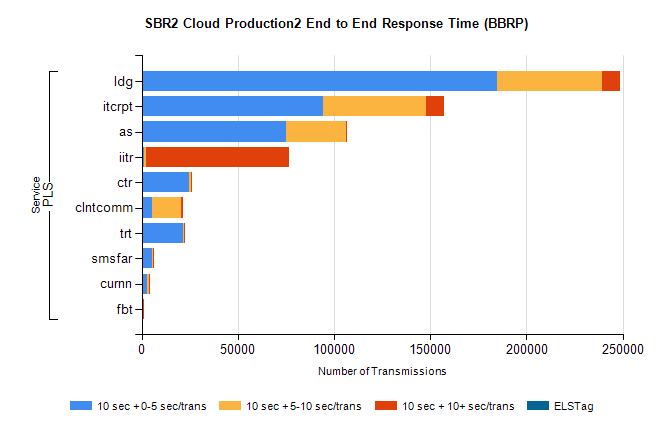 SBR2 Cloud Production2 End to End Response Time (BBRP)
Service
PLS
ldg
itcrpt
as
iitr
ctr
clntcomm
trt
smsfar
curnn
fbt
0 50000 100000 150000 200000 250000
Number of Transmissions
10 sec +0-5 sec/trans 10 sec +5-10 sec/trans 10 sec + 10+ sec/trans ELSTag